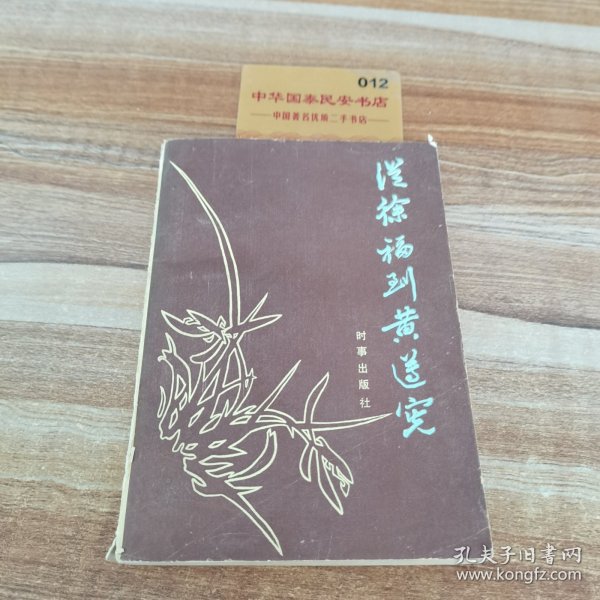 012
中华国泰民安书店
中国著名优质二手书店
從徐福到黄遵宪
时事出版社
孔夫子旧书网
www.kongfz.com